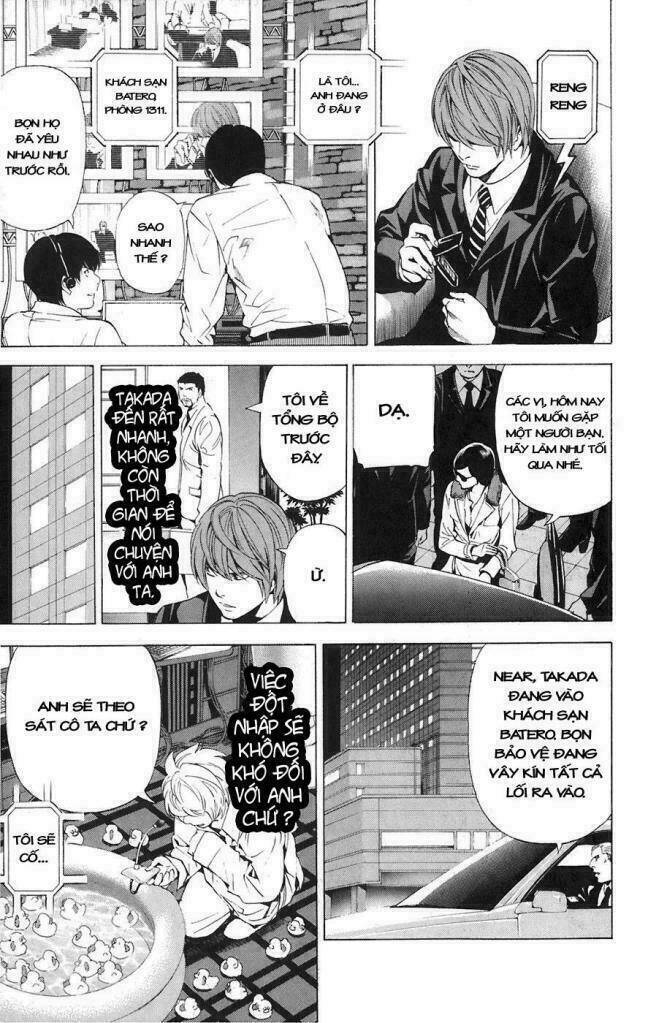 RENG
RENG
LÀ TÔI...
ANH ĐANG
Ở ĐÂU ?
KHÁCH SẠN
BATERO,
PHÒNG 1311.
SAO
NHANH
THẾ ?
BỌN HỌ
ĐÃ YÊU
NHAU NHƯ
TRƯỚC RỒI.
CÁC VỊ, HÔM NAY
TÔI MUỐN GẶP
MỘT NGƯỜI BẠN.
HÃY LÀM NHƯ TỐI
QUA NHÉ.
DẠ.
TÔI VỀ
TỔNG BỘ
TRƯỚC
ĐÂY.
Ừ.
TAKADA
ĐẾN RẤT
NHANH,
KHÔNG
CÒN
THỜI
GIAN ĐỂ
NÓI
CHUYỆN
VỚI ANH
TA.
NEAR, TAKADA
ĐANG VÀO
KHÁCH SẠN
BATERO. BỌN
BẢO VỆ ĐANG
VÂY KÍN TẤT CẢ
LỐI RA VÀO.
VIỆC
ĐỘT
NHẬP SẼ
KHÔNG
KHÓ ĐỐI
VỚI ANH
CHỨ ?
ANH SẼ THEO
SÁT CÔ TA CHỨ ?
TÔI SẼ
CỐ...